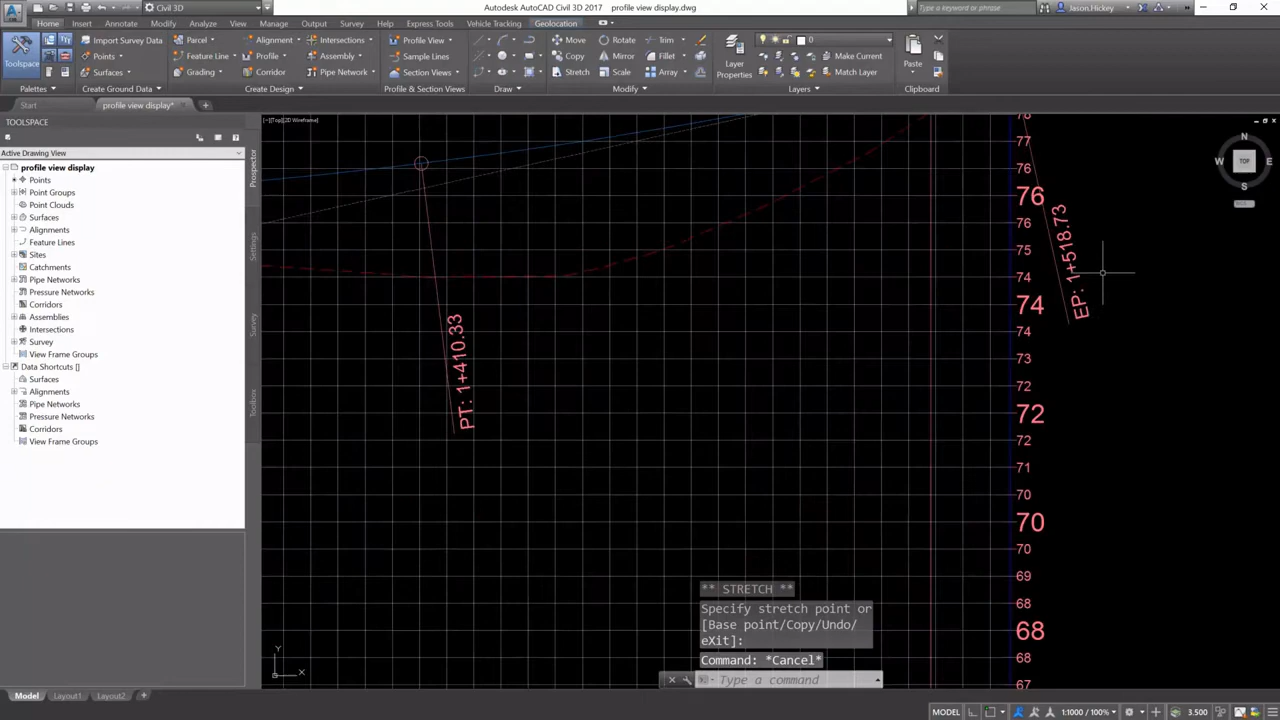 Civil 3D
Autodesk AutoCAD Civil 3D 2017 profile view display.dwg
Type a keyword or phrase
Jason.Hickey
Home Insert Annotate Modify Analyze View Manage Output Survey Express Tools Vehicle Tracking Geolocation
Toolspace
Import Survey Data
Points
Surfaces
Parcel
Feature Line
Grading
Alignment
Profile
Corridor
Intersections
Assembly
Pipe Network
Profile View
Sample Lines
Section Views
Move
Copy
Stretch
Rotate
Mirror
Scale
Trim
Fillet
Array
Layer
Properties
0
Make Current
Match Layer
Paste
Palettes Create Ground Data Create Design Profile & Section Views Draw Modify Layers Clipboard
Start profile view display*
TOOLSPACE
Active Drawing View
profile view display
Points
Point Groups
Point Clouds
Surfaces
Alignments
Feature Lines
Sites
Catchments
Pipe Networks
Pressure Networks
Corridors
Assemblies
Intersections
Survey
View Frame Groups
Data Shortcuts []
Surfaces
Alignments
Pipe Networks
Pressure Networks
Corridors
View Frame Groups
Prospector
Settings
Survey
Toolbox
[−][Top][2D Wireframe]
PT: 1+410.33
EP: 1+518.73
78
77
76
76
76
75
74
74
74
73
72
72
72
71
70
70
70
69
68
68
68
67
N
W TOP E
S
** STRETCH **
Specify stretch point or
[Base point/Copy/Undo/
eXit]:
Command: *Cancel*
Type a command
Y
X
Model Layout1 Layout2
MODEL 1:1000 / 100% 3.500